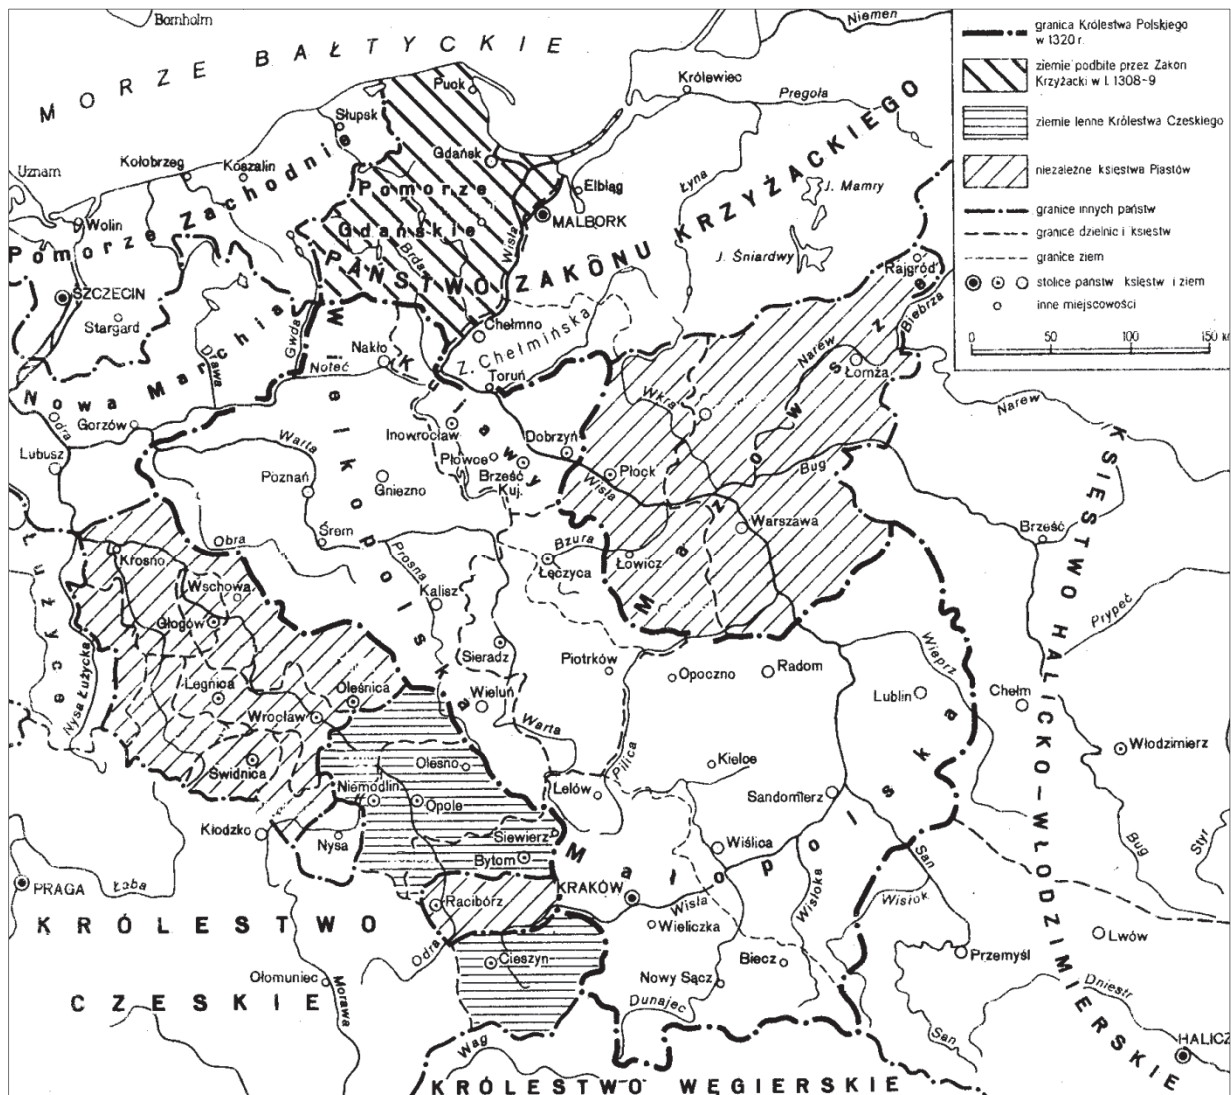 Bornholm
MORZE BAŁTYCKIE
Niemen
granica Królestwa Polskiego
w 1320 r.
ziemie podbite przez Zakon
Krzyżacki w l. 1308-9
ziemie lenne Królestwa Czeskiego
niezależne księstwa Piastów
granice innych państw
granice dzielnic i księstw
granice ziem
stolice państw księstw i ziem
inne miejscowości
0 50 100 150 km
Puck
Królewiec
Pregoła
Słupsk
Gdańsk
Kołobrzeg
Koszalin
Uznam
Elbląg
Łyna
J. Mamry
Pomorze
Gdańskie
MALBORK
Wolin
Pomorze Zachodnie
Wisła
Brda
J. Śniardwy
Rajgród
PAŃSTWO ZAKONU KRZYŻACKIEGO
Biebrza
SZCZECIN
Stargard
Gwda
Chełmno
Z. Chełmińska
Nakło
Drawa
Noteć
Toruń
Narew
Łomża
Nowa Marchia
Wkra
Narew
Odra
Gorzów
Inowrocław
Dobrzyń
Warta
Lubusz
Płowce
Brześć
Kuj.
Płock
Bug
Poznań
Gniezno
Kujawy
Wisła
Warszawa
Śrem
Obra
Brześć
Bzura
Łęczyca
Łowicz
Krosno
Prosna
Wschowa
Kalisz
Mazowsze
Prypeć
Głogów
Łużyce
Wielkopolska
Sieradz
Piotrków
Opoczno
Radom
Wieprz
Legnica
Oleśnica
Wieluń
Lublin
Chełm
Nysa Łużycka
Wrocław
Warta
Włodzimierz
Świdnica
Olesno
Pilica
Kielce
Niemodlin
Opole
Lelów
Sandomierz
Kłodzko
Nysa
Siewierz
Wiślica
Bytom
San
Bug
Styr
PRAGA
Łaba
KRAKÓW
Małopolska
Racibórz
Wisła
Wisłoka
Wisłok
KRÓLESTWO
CZESKIE
Wieliczka
Lwów
Przemyśl
Odra
Cieszyn
Biecz
Ołomuniec
Nowy Sącz
Morawa
Dunajec
Dniestr
San
Wag
HALICZ
KRÓLESTWO WĘGIERSKIE
KSIĘSTWO HALICKO-WŁODZIMIERSKIE